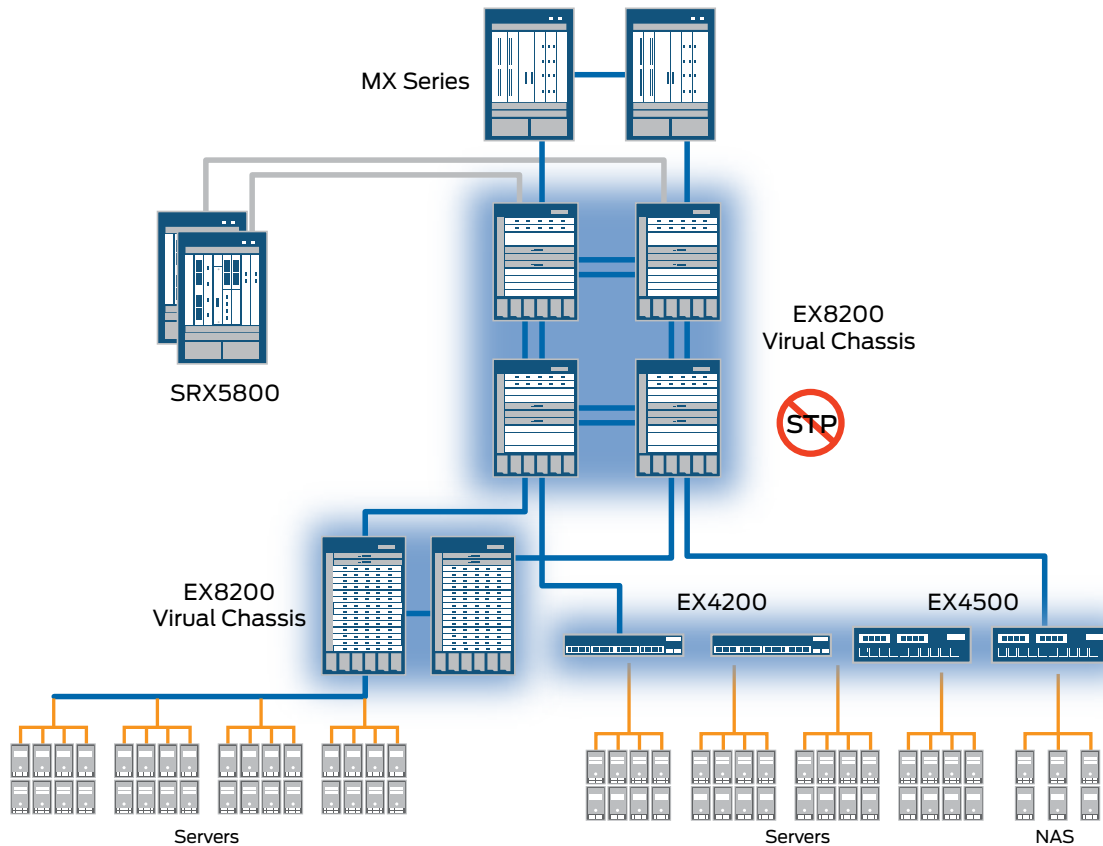 MX Series
EX8200
Virual Chassis
STP
SRX5800
EX8200
Virual Chassis
EX4200
EX4500
Servers
Servers
NAS